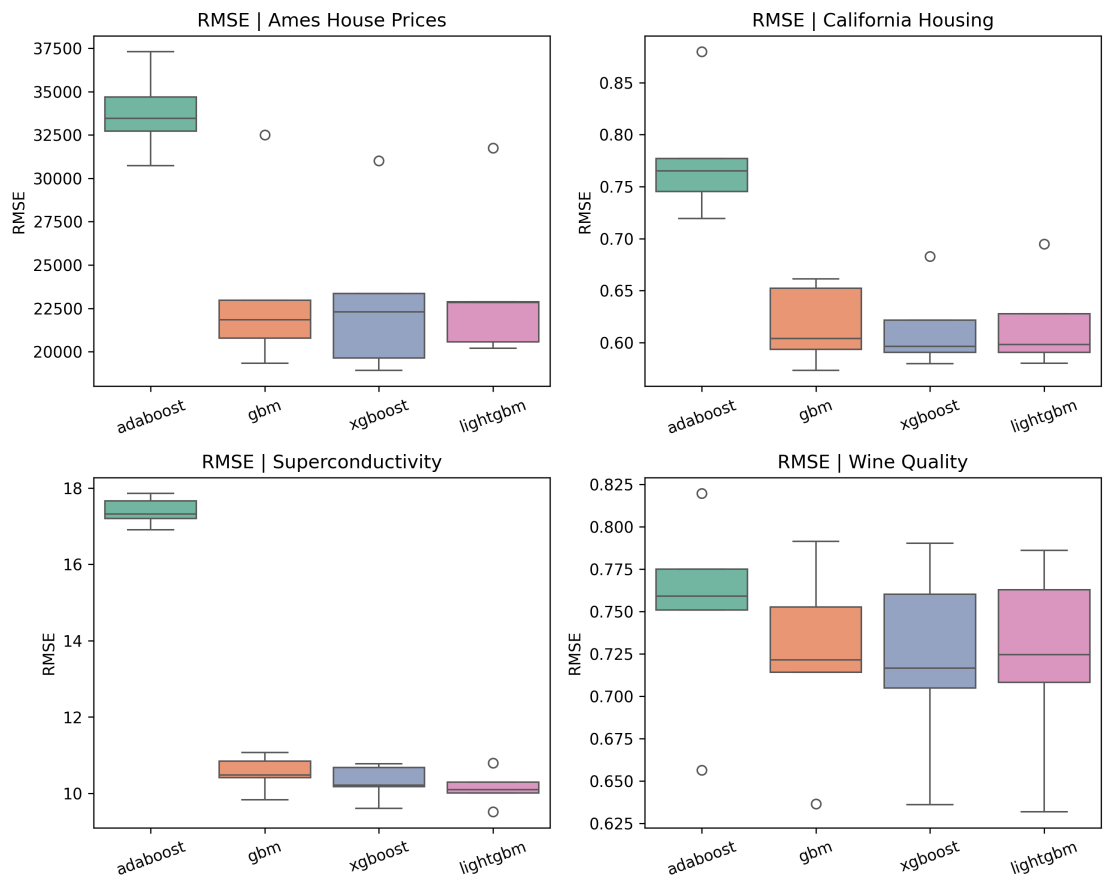 RMSE | Ames House Prices
37500
35000
32500
30000
27500
25000
22500
20000
RMSE
adaboost
gbm
xgboost
lightgbm
RMSE | California Housing
0.85
0.80
0.75
0.70
0.65
0.60
RMSE
adaboost
gbm
xgboost
lightgbm
RMSE | Superconductivity
18
16
14
12
10
RMSE
adaboost
gbm
xgboost
lightgbm
RMSE | Wine Quality
0.825
0.800
0.775
0.750
0.725
0.700
0.675
0.650
0.625
RMSE
adaboost
gbm
xgboost
lightgbm